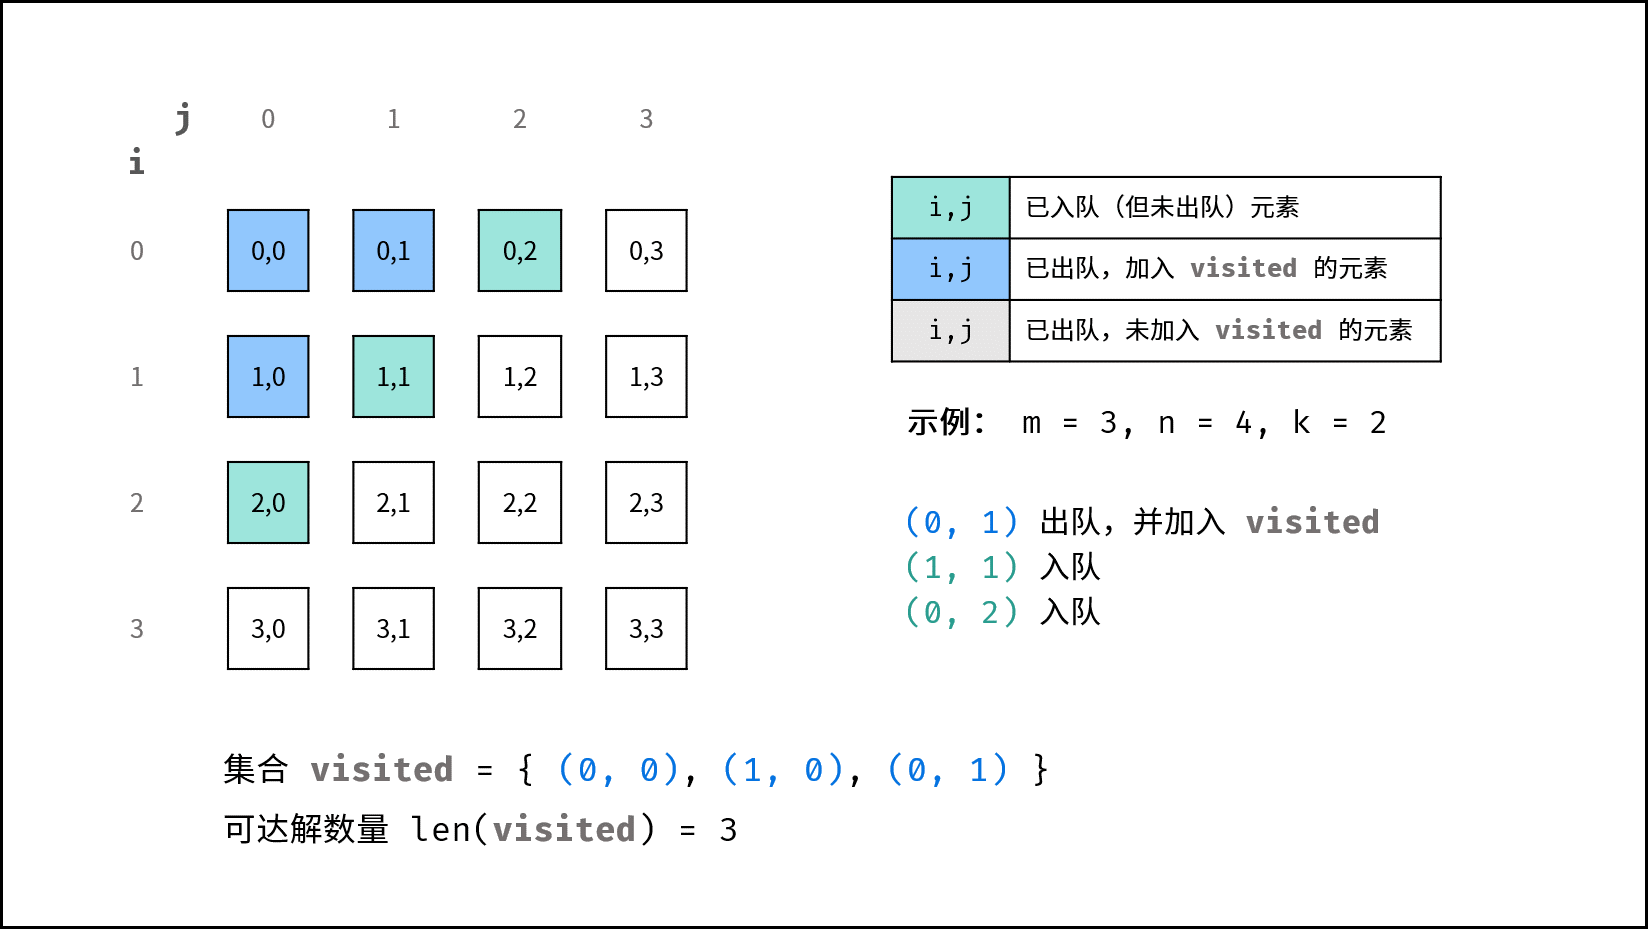 j 0 1 2 3
i
0 0,0 0,1 0,2 0,3
1 1,0 1,1 1,2 1,3
2 2,0 2,1 2,2 2,3
3 3,0 3,1 3,2 3,3
i,j 已入队（但未出队）元素
i,j 已出队，加入 visited 的元素
i,j 已出队，未加入 visited 的元素
示例： m = 3, n = 4, k = 2
(0, 1) 出队，并加入 visited
(1, 1) 入队
(0, 2) 入队
集合 visited = { (0, 0), (1, 0), (0, 1) }
可达解数量 len(visited) = 3